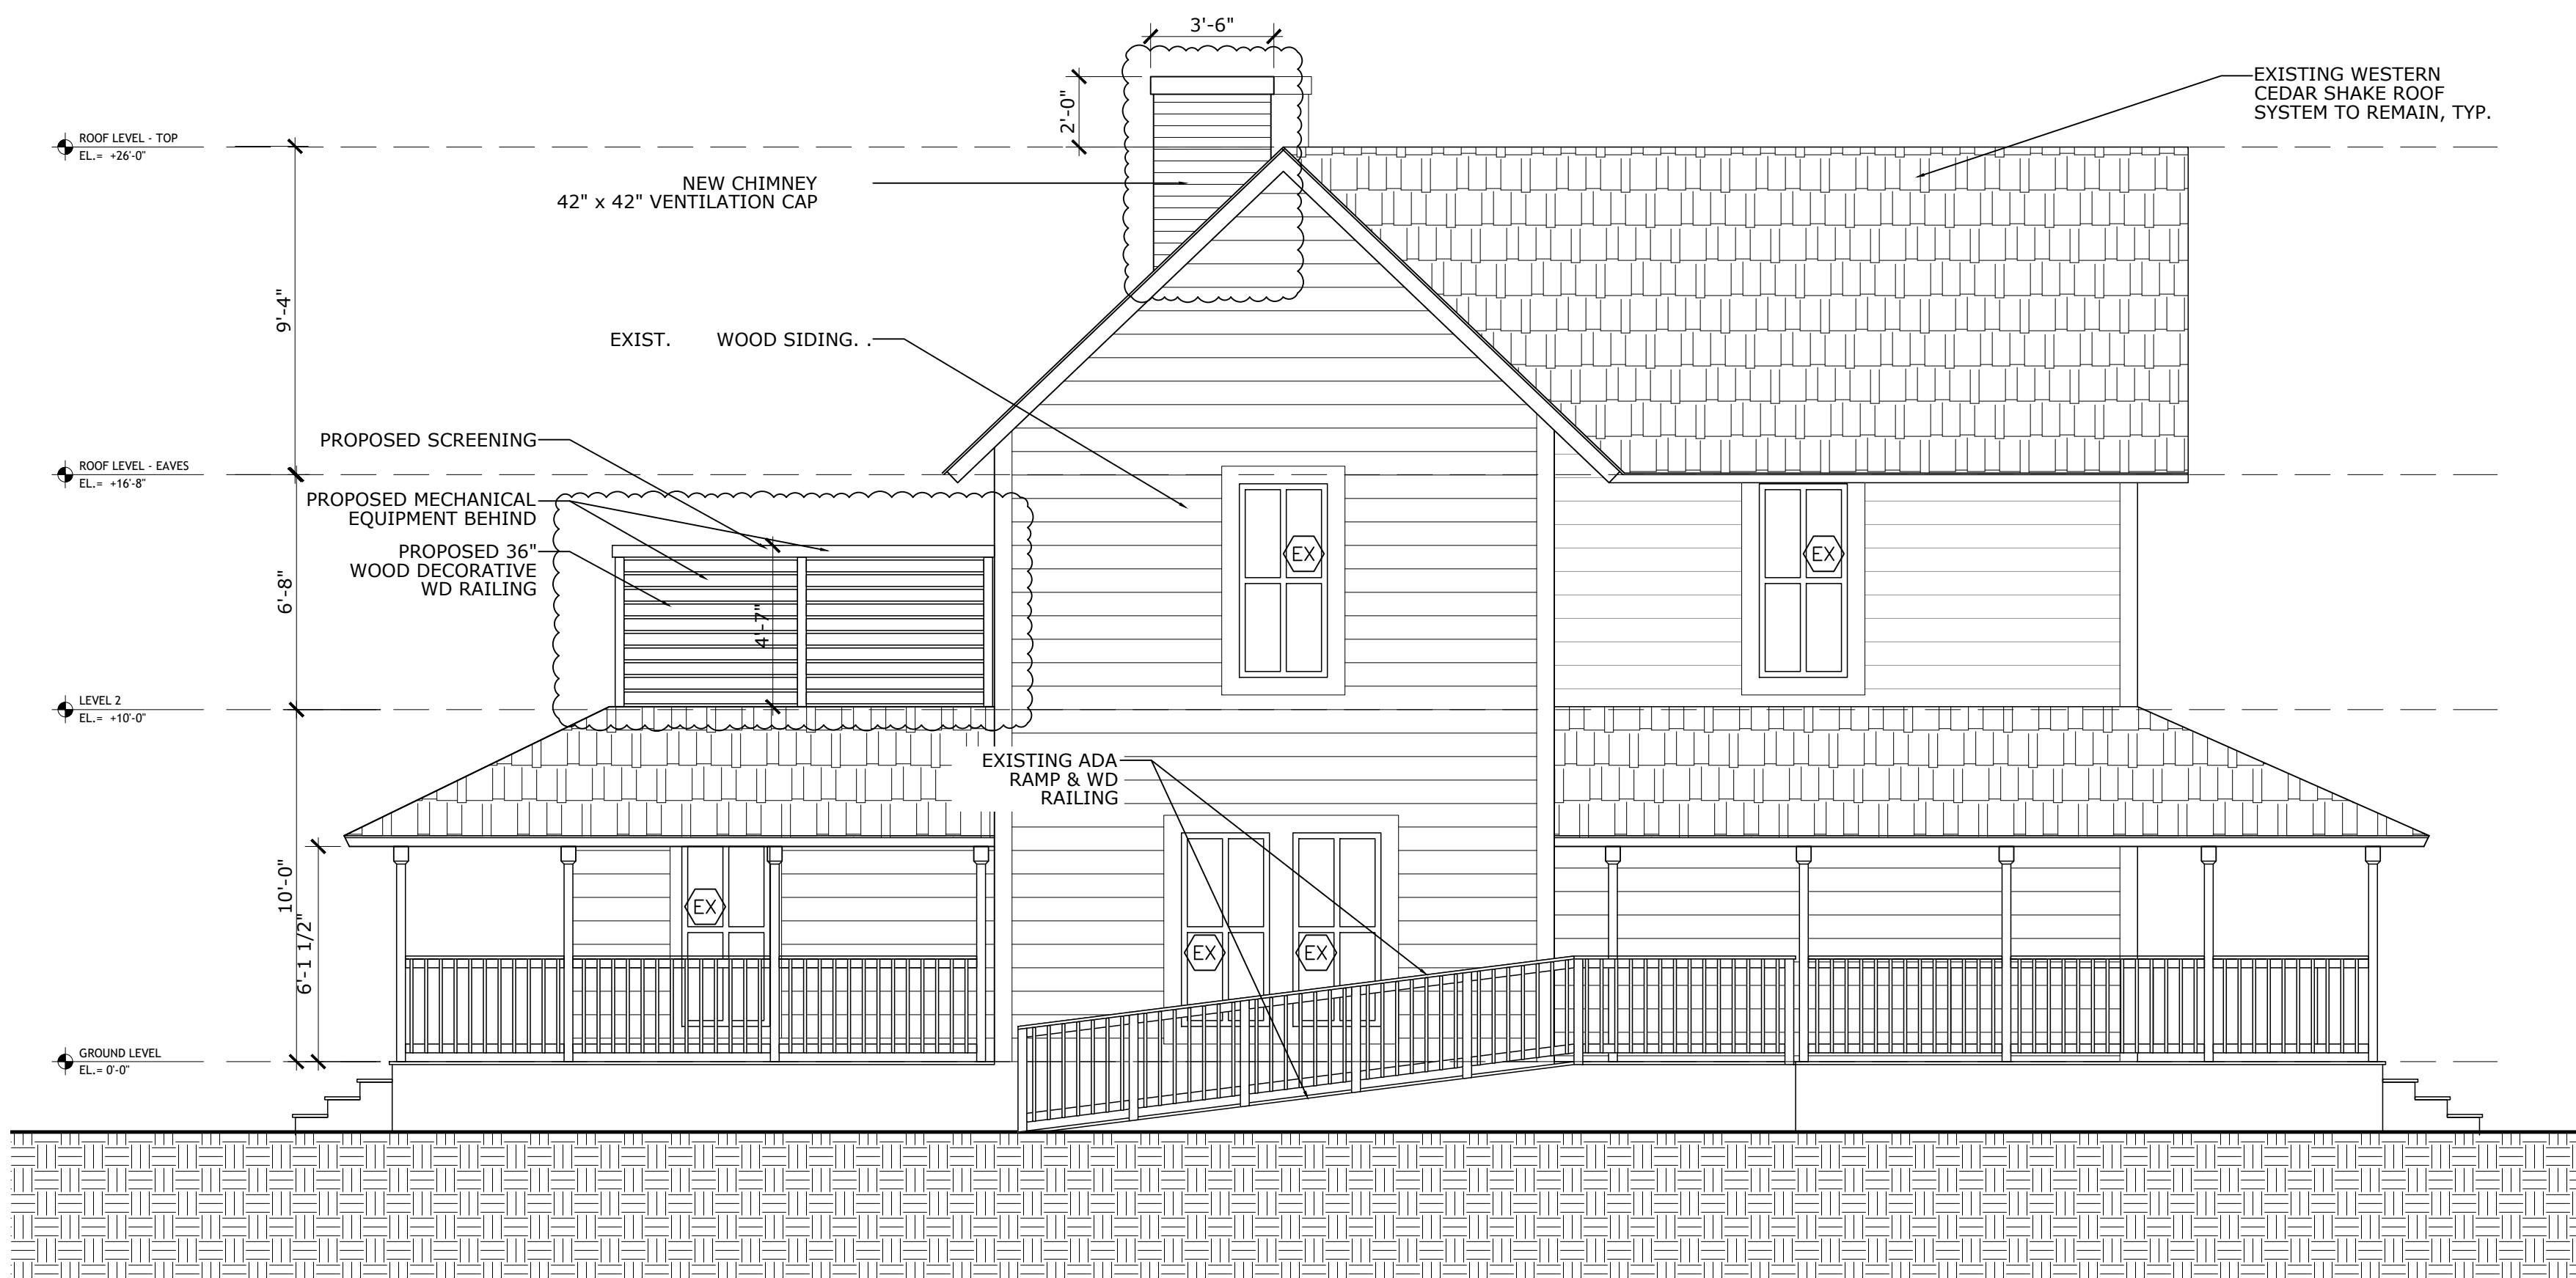 3'-6"
2'-0"
EXISTING WESTERN
CEDAR SHAKE ROOF
SYSTEM TO REMAIN, TYP.
ROOF LEVEL - TOP
EL.= +26'-0"
NEW CHIMNEY
42" x 42" VENTILATION CAP
9'-4"
EXIST. WOOD SIDING. .
PROPOSED SCREENING
ROOF LEVEL - EAVES
EL.= +16'-8"
PROPOSED MECHANICAL
EQUIPMENT BEHIND
PROPOSED 36"
WOOD DECORATIVE
WD RAILING
EX
EX
6'-8"
4'-7"
LEVEL 2
EL.= +10'-0"
EXISTING ADA
RAMP & WD
RAILING
10'-0"
6'-1 1/2"
EX
EX
EX
GROUND LEVEL
EL.= 0'-0"